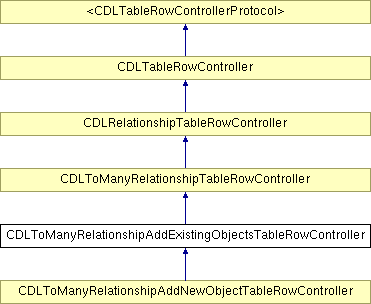 <CDLTableRowControllerProtocol>
CDLTableRowController
CDLRelationshipTableRowController
CDLToManyRelationshipTableRowController
CDLToManyRelationshipAddExistingObjectsTableRowController
CDLToManyRelationshipAddNewObjectTableRowController